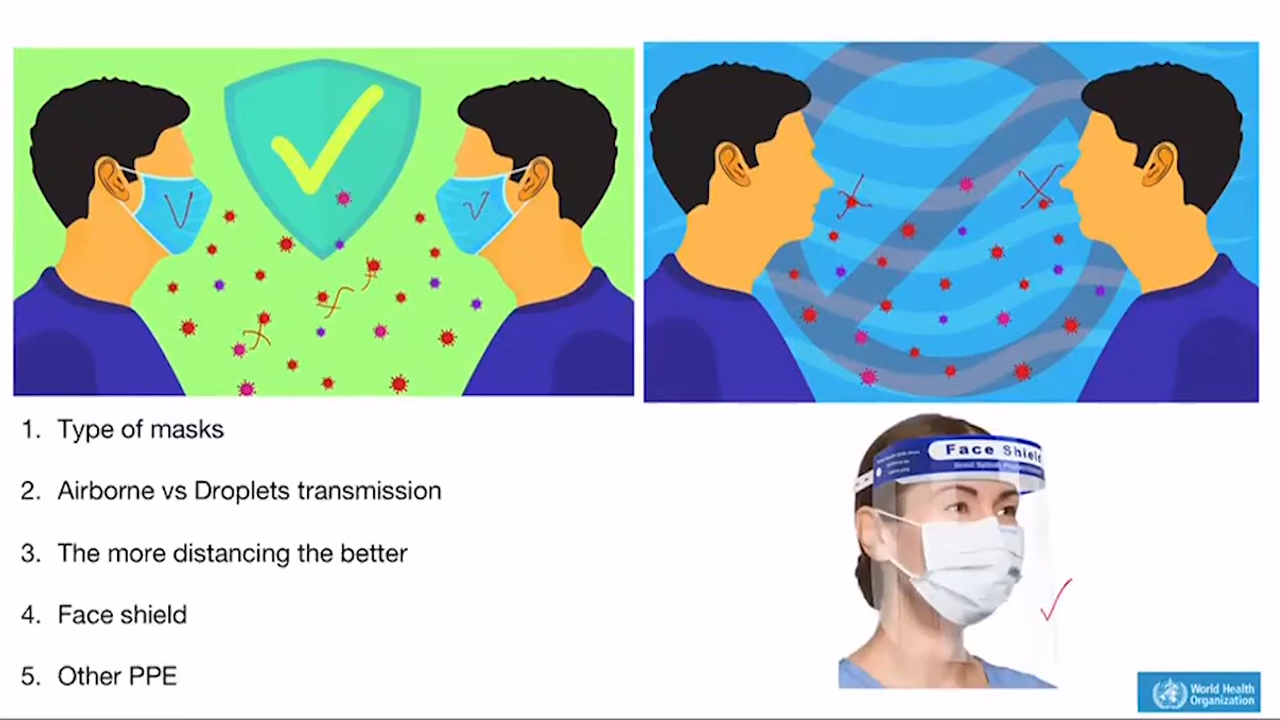 1. Type of masks
2. Airborne vs Droplets transmission
3. The more distancing the better
4. Face shield
5. Other PPE
Face Shield
World Health
Organization